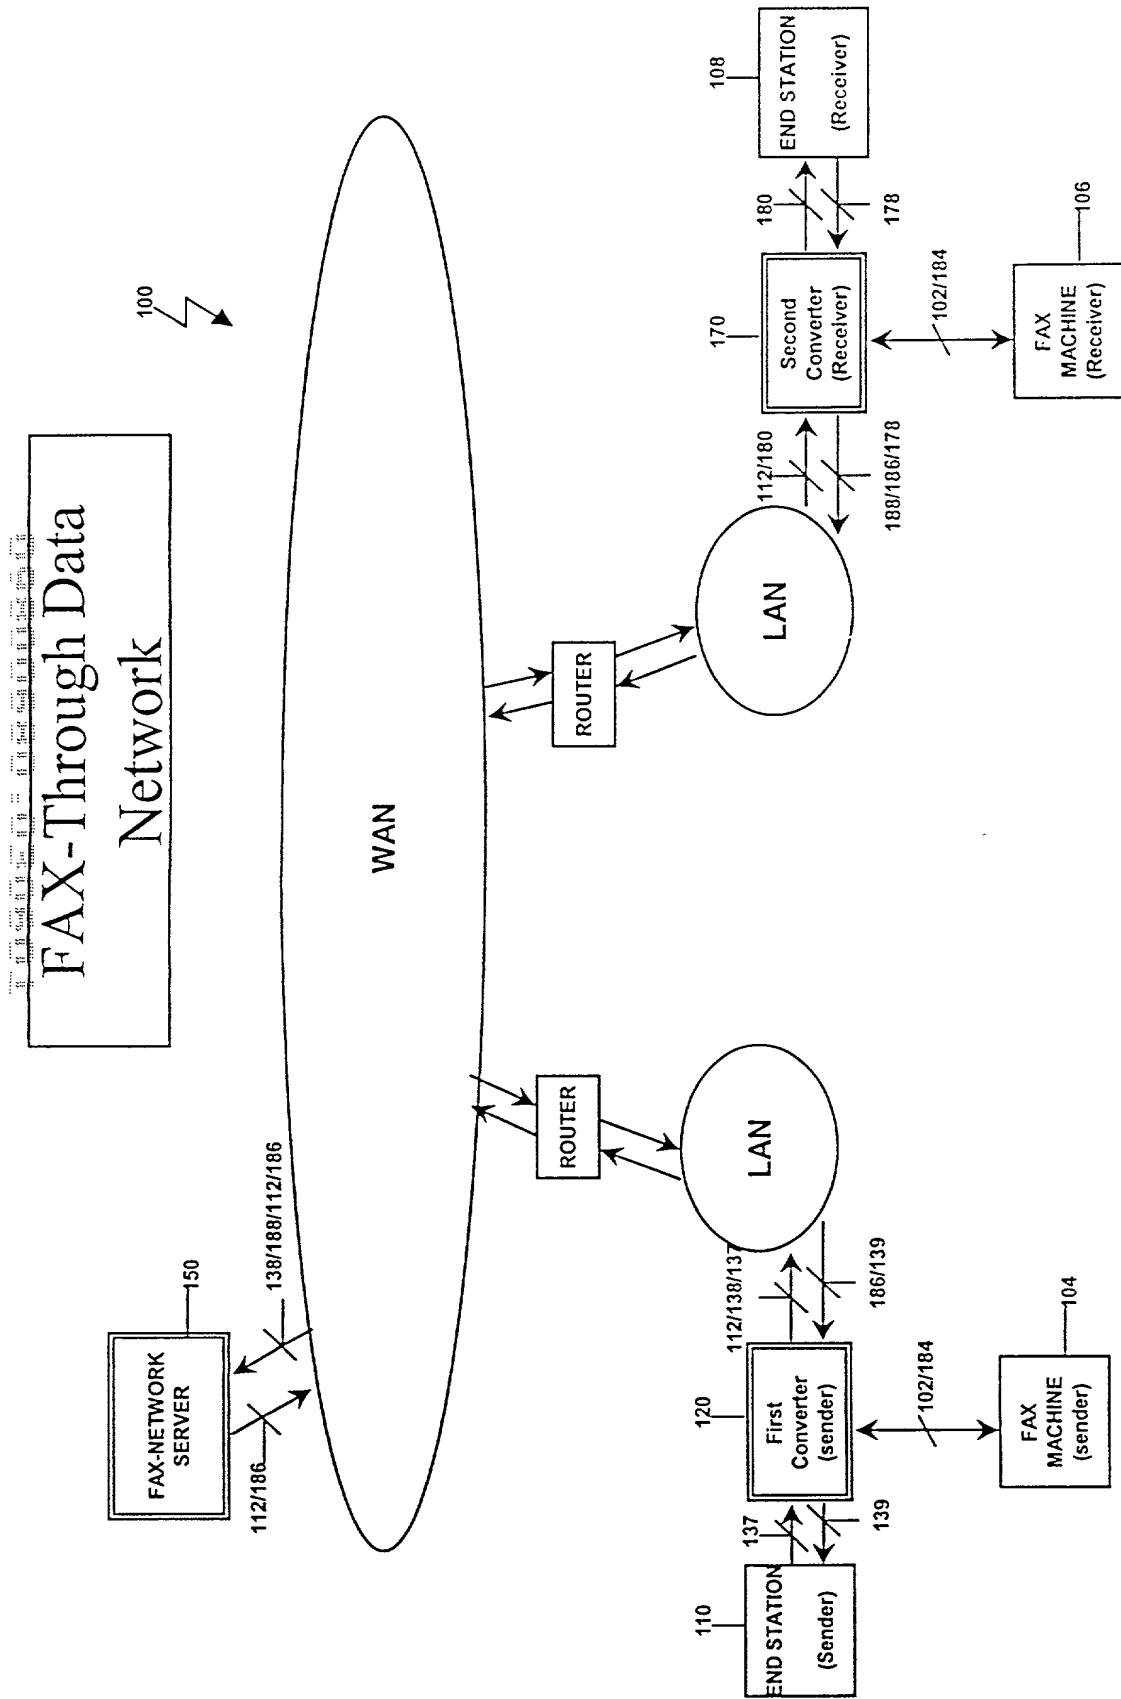 FAX-Through Data
Network
100
FAX-NETWORK
SERVER
150
112/186
138/188/112/186
WAN
ROUTER
ROUTER
LAN
LAN
END STATION
(Sender)
110
137
139
First
Converter
(sender)
120
112/138/137
186/139
102/184
FAX
MACHINE
(sender)
104
112/180
188/186/178
Second
Converter
(Receiver)
170
180
178
END STATION
(Receiver)
108
102/184
FAX
MACHINE
(Receiver)
106